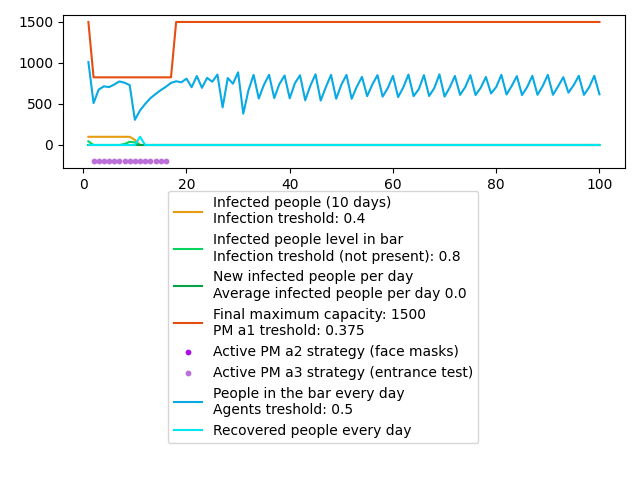 1500
1000
500
0
0 20 40 60 80 100
Infected people (10 days)
Infection treshold: 0.4
Infected people level in bar
Infection treshold (not present): 0.8
New infected people per day
Average infected people per day 0.0
Final maximum capacity: 1500
PM a1 treshold: 0.375
Active PM a2 strategy (face masks)
Active PM a3 strategy (entrance test)
People in the bar every day
Agents treshold: 0.5
Recovered people every day